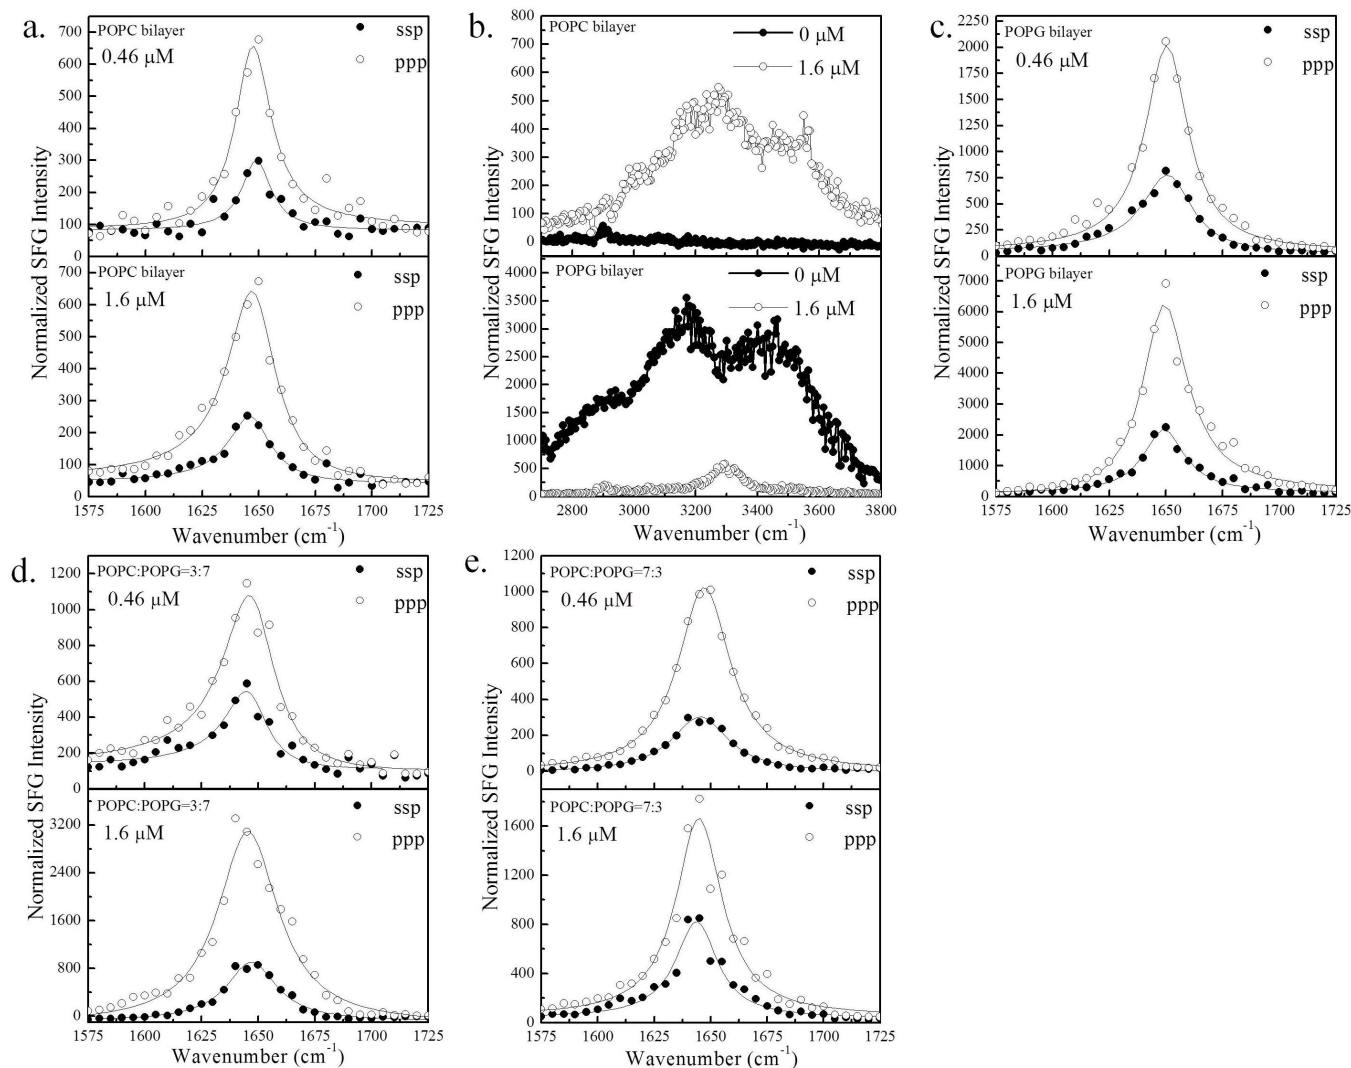 a.
POPC bilayer
0.46 µM
ssp
ppp
700
600
500
400
300
200
100
0
POPC bilayer
1.6 µM
ssp
ppp
700
600
500
400
300
200
100
0
1575 1600 1625 1650 1675 1700 1725
Wavenumber (cm-1)
Normalized SFG Intensity
b.
POPC bilayer
0 µM
1.6 µM
800
700
600
500
400
300
200
100
0
POPG bilayer
0 µM
1.6 µM
4000
3500
3000
2500
2000
1500
1000
500
0
2800 3000 3200 3400 3600 3800
Wavenumber (cm-1)
Normalized SFG Intensity
c.
POPG bilayer
0.46 µM
ssp
ppp
2250
2000
1750
1500
1250
1000
750
500
250
0
POPG bilayer
1.6 µM
ssp
ppp
7000
6000
5000
4000
3000
2000
1000
0
1575 1600 1625 1650 1675 1700 1725
Wavenumber (cm-1)
Normalized SFG Intensity
d.
POPC:POPG=3:7
0.46 µM
ssp
ppp
1200
1000
800
600
400
200
0
POPC:POPG=3:7
1.6 µM
ssp
ppp
3200
2400
1600
800
0
1575 1600 1625 1650 1675 1700 1725
Wavenumber (cm-1)
Normalized SFG Intensity
e.
POPC:POPG=7:3
0.46 µM
ssp
ppp
1200
1000
800
600
400
200
0
POPC:POPG=7:3
1.6 µM
ssp
ppp
1600
1200
800
400
0
1575 1600 1625 1650 1675 1700 1725
Wavenumber (cm-1)
Normalized SFG Intensity